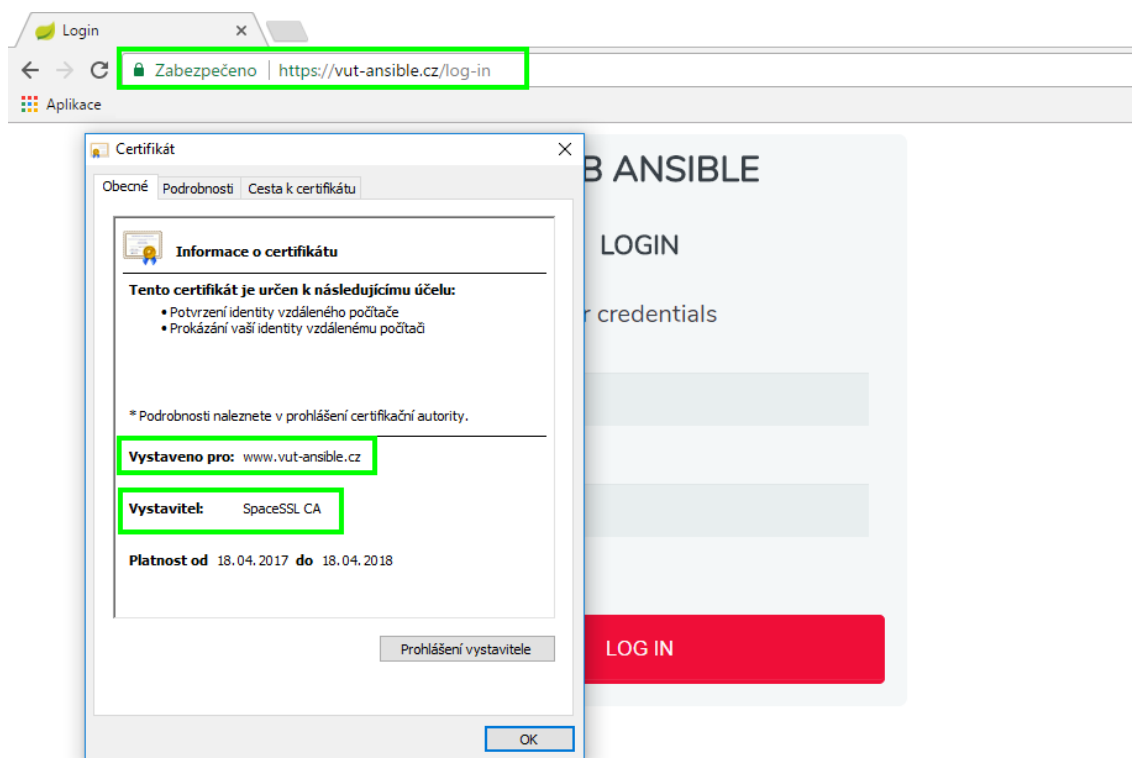 Login
Zabezpečeno | https://vut-ansible.cz/log-in
Aplikace
Certifikát
Obecné Podrobnosti Cesta k certifikátu
Informace o certifikátu
Tento certifikát je určen k následujícímu účelu:
• Potvrzení identity vzdáleného počítače
• Prokázání vaší identity vzdálenému počítači
* Podrobnosti naleznete v prohlášení certifikační autority.
Vystaveno pro: www.vut-ansible.cz
Vystavitel: SpaceSSL CA
Platnost od 18.04.2017 do 18.04.2018
Prohlášení vystavitele
OK
B ANSIBLE
LOGIN
r credentials
LOG IN